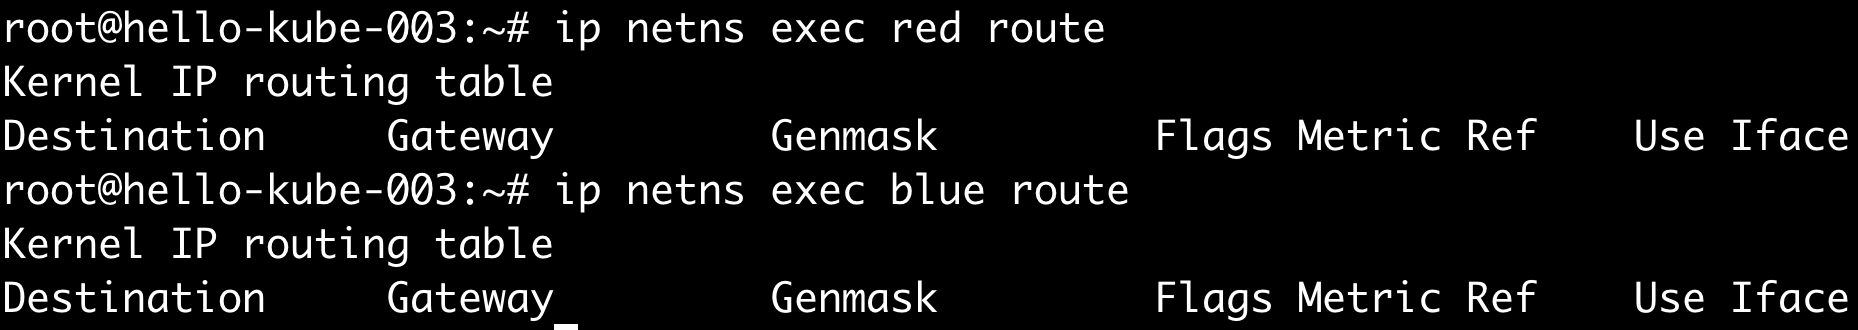 root@hello-kube-003:~# ip netns exec red route
Kernel IP routing table
Destination     Gateway         Genmask         Flags Metric Ref    Use Iface
root@hello-kube-003:~# ip netns exec blue route
Kernel IP routing table
Destination     Gateway         Genmask         Flags Metric Ref    Use Iface